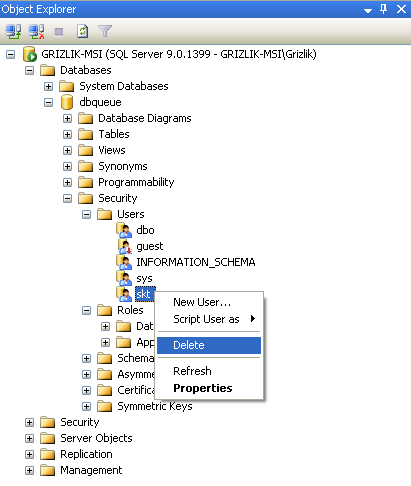 Object Explorer
GRIZLIK-MSI (SQL Server 9.0.1399 - GRIZLIK-MSI\Grizlik)
Databases
System Databases
dbqueue
Database Diagrams
Tables
Views
Synonyms
Programmability
Security
Users
dbo
guest
INFORMATION_SCHEMA
sys
skt
New User...
Roles
Script User as
Dat
App
Delete
Schema
Asymme
Refresh
Certifica
Properties
Symmetric Keys
Security
Server Objects
Replication
Management